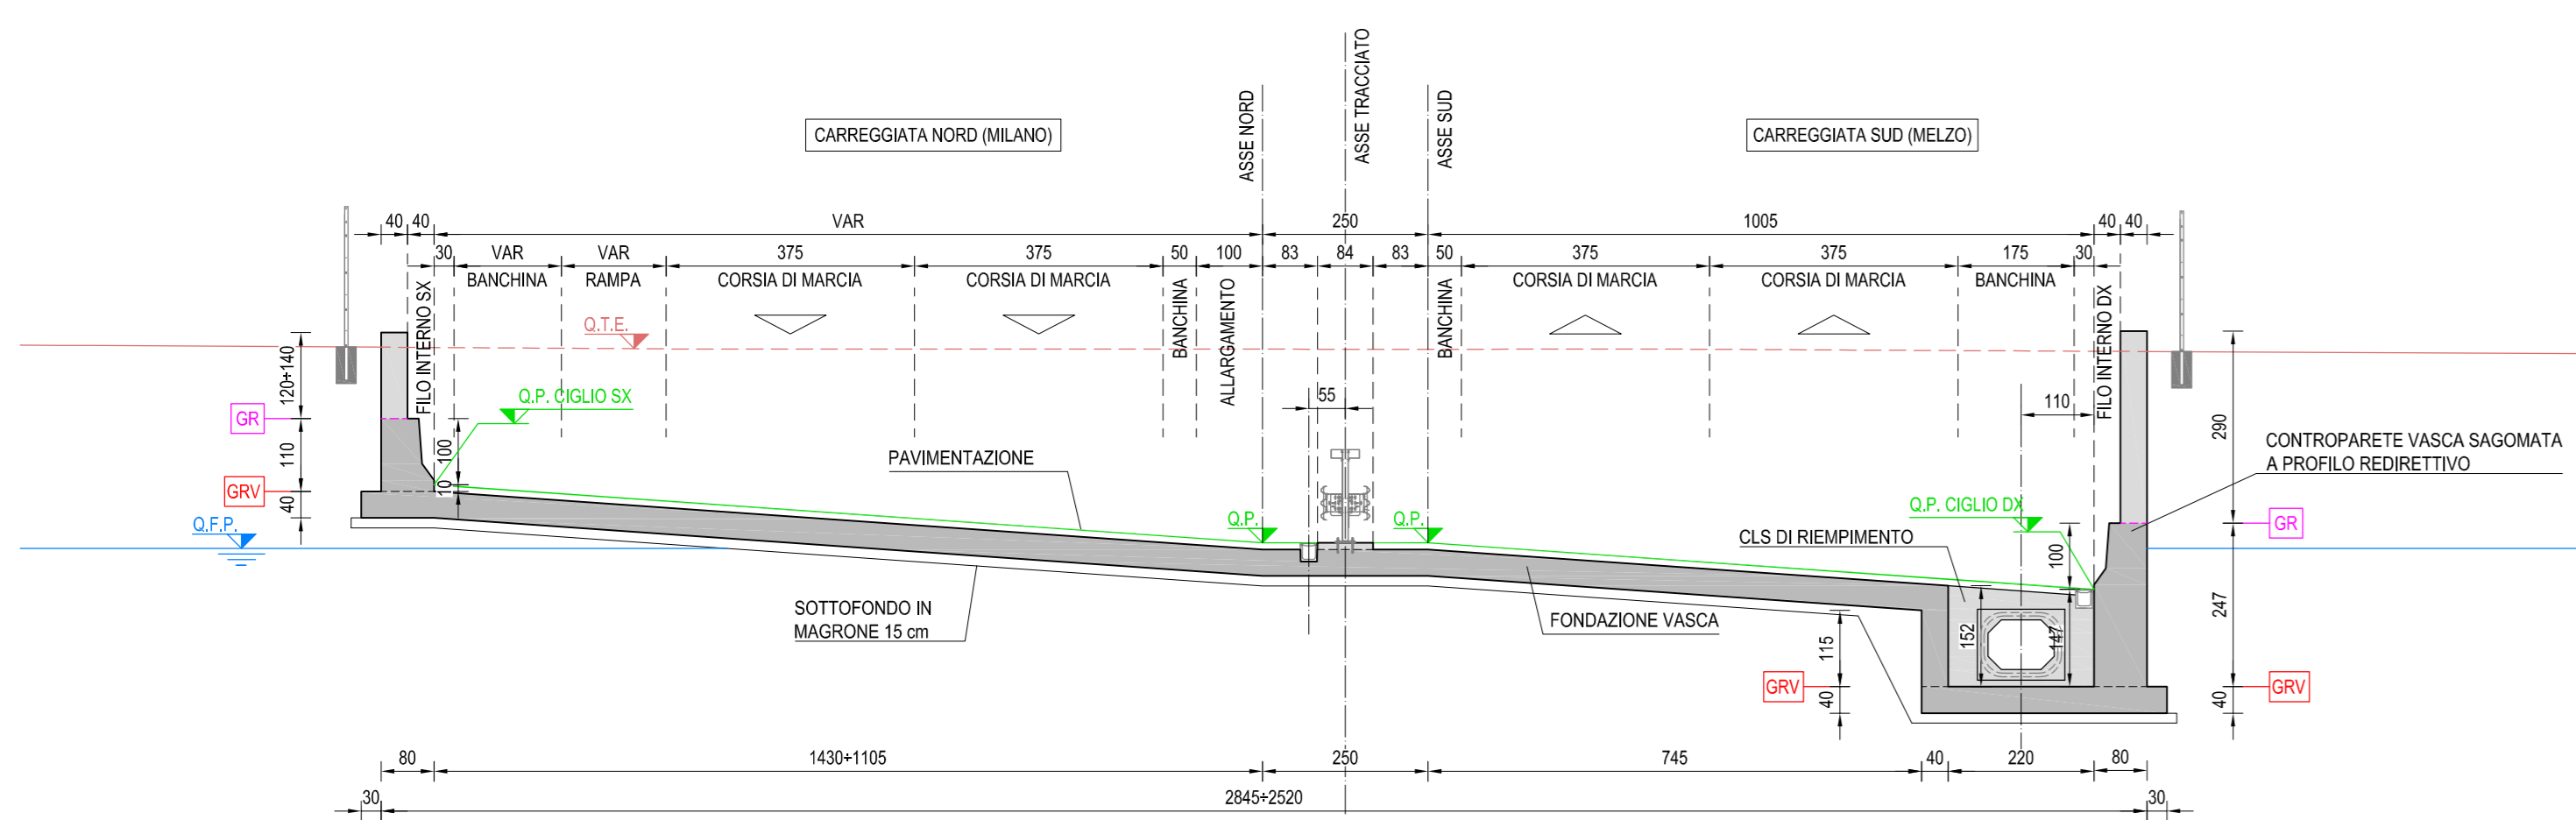 ASSE NORD
ASSE TRACCIATO
ASSE SUD
CARREGGIATA NORD (MILANO)
CARREGGIATA SUD (MELZO)
40 40 VAR 250 1005 40 40
30 VAR VAR 375 375 50 100 83 84 83 50 375 375 175 30
BANCHINA RAMPA CORSIA DI MARCIA CORSIA DI MARCIA CORSIA DI MARCIA CORSIA DI MARCIA BANCHINA
FILO INTERNO SX
BANCHINA
ALLARGAMENTO
BANCHINA
FILO INTERNO DX
Q.T.E.
120÷140
Q.P. CIGLIO SX
55
110
GR
110
100
PAVIMENTAZIONE
290
CONTROPARETE VASCA SAGOMATA
A PROFILO REDIRETTIVO
GRV
10
40
Q.F.P.
Q.P.
Q.P.
Q.P. CIGLIO DX
GR
CLS DI RIEMPIMENTO
100
SOTTOFONDO IN
MAGRONE 15 cm
FONDAZIONE VASCA
115
152
147
247
GRV
40
GRV
40
80 1430÷1105 250 745 40 220 80
30 2845÷2520 30